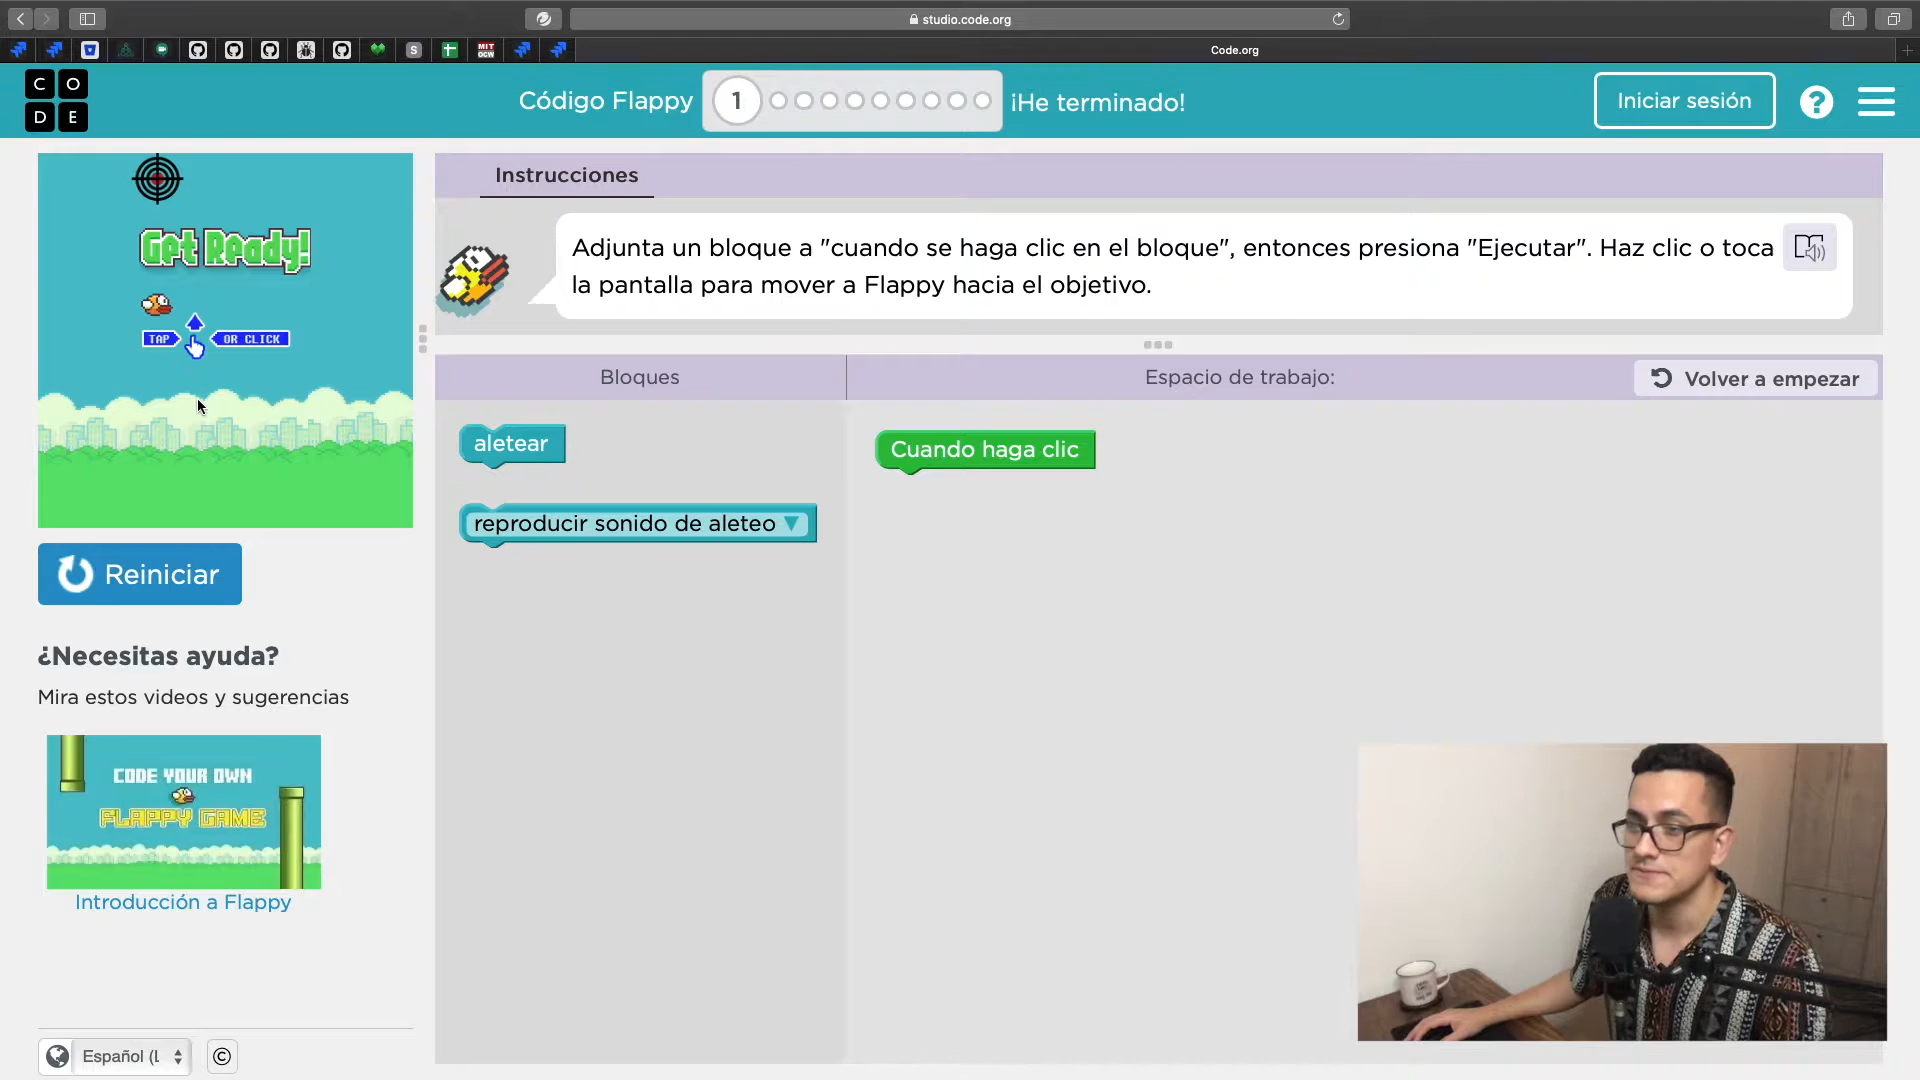 studio.code.org
S
MIT
OCW
Code.org
C O
D E
Código Flappy
1
¡He terminado!
Iniciar sesión
?
Get Ready!
TAP
OR CLICK
Instrucciones
Adjunta un bloque a "cuando se haga clic en el bloque", entonces presiona "Ejecutar". Haz clic o toca
la pantalla para mover a Flappy hacia el objetivo.
Bloques
Espacio de trabajo:
Volver a empezar
aletear
Cuando haga clic
reproducir sonido de aleteo
Reiniciar
¿Necesitas ayuda?
Mira estos videos y sugerencias
CODE YOUR OWN
FLAPPY GAME
Introducción a Flappy
Español (L
©